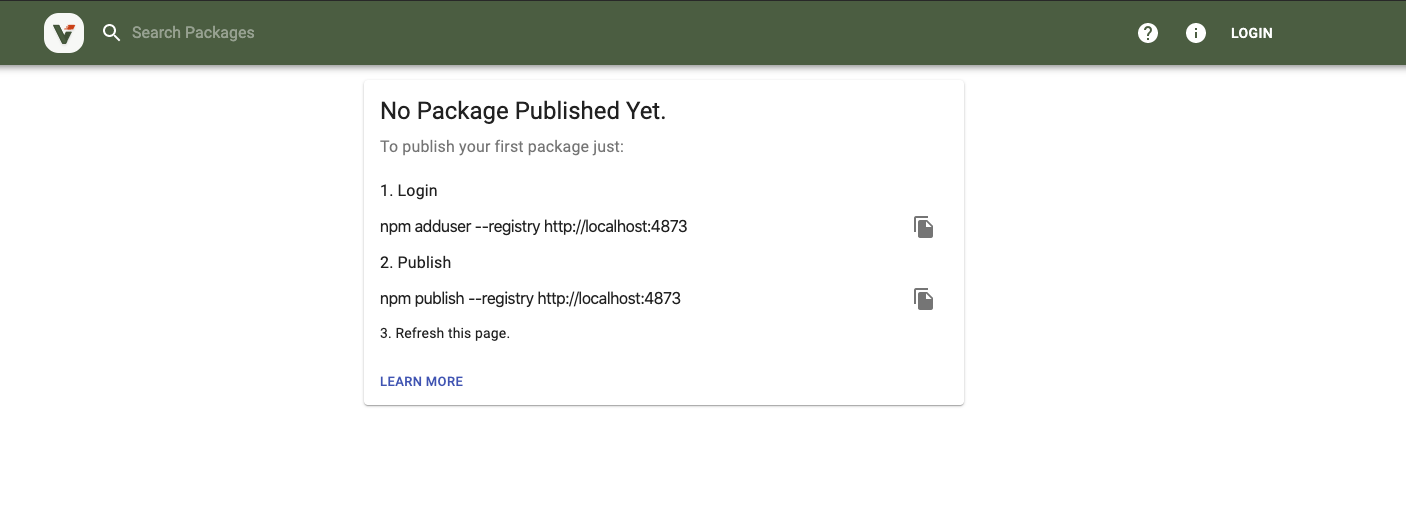 Search Packages
LOGIN
No Package Published Yet.
To publish your first package just:
1. Login
npm adduser --registry http://localhost:4873
2. Publish
npm publish --registry http://localhost:4873
3. Refresh this page.
LEARN MORE